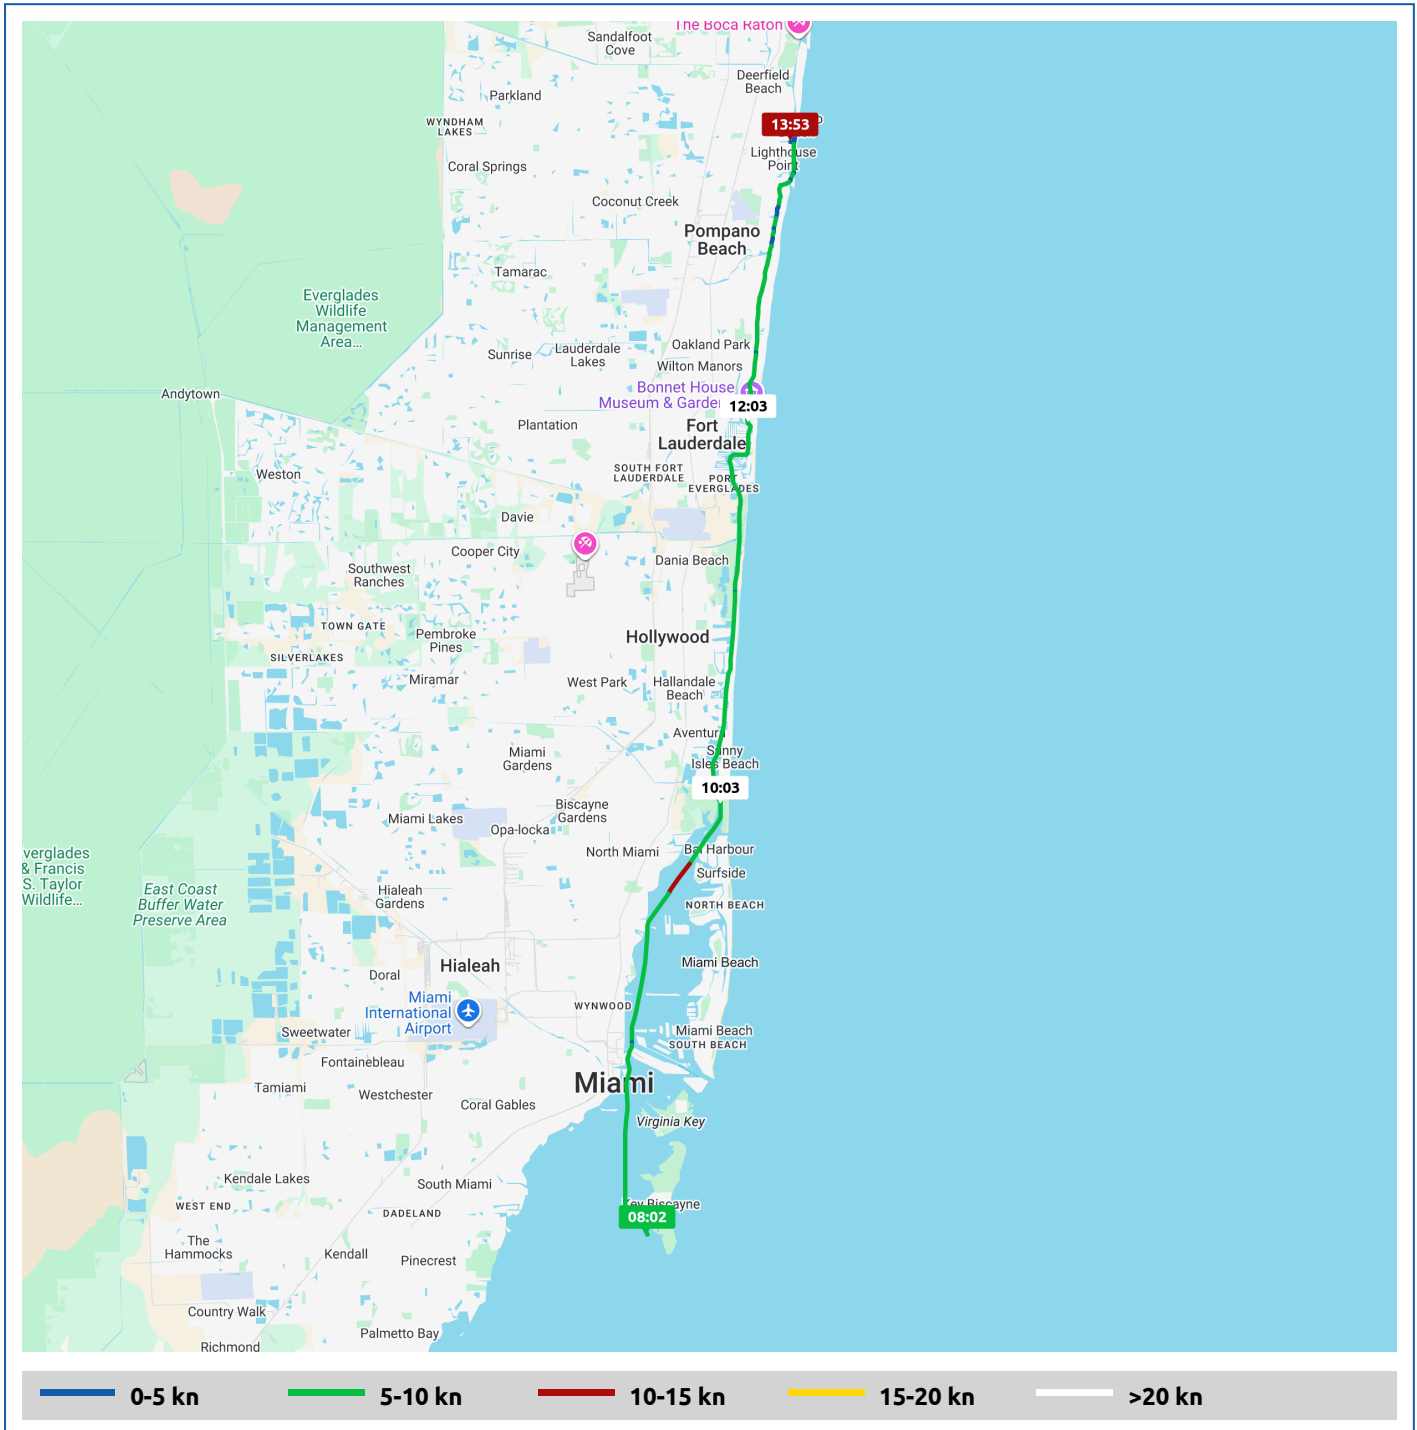 The Boca Raton
Sandalfoot
Cove
Deerfield
Beach
Parkland
13:53
WYNDHAM
LAKES
Lighthouse
Point
Coral Springs
Coconut Creek
Pompano
Beach
Tamarac
Everglades
Wildlife
Management
Area...
Oakland Park
Sunrise
Lauderdale
Lakes
Wilton Manors
Andytown
Bonnet House
Museum & Garde
12:03
Plantation
Fort
Lauderdale
Weston
SOUTH FORT
LAUDERDALE
PORT
EVERGLADES
Davie
Cooper City
Dania Beach
Southwest
Ranches
TOWN GATE
Pembroke
Pines
Hollywood
SILVERLAKES
Miramar
West Park
Hallandale
Beach
Aventura
Sunny
Isles Beach
Miami
Gardens
10:03
Biscayne
Gardens
Miami Lakes
Opa-locka
North Miami
Bal Harbour
verglades
& Francis
S. Taylor
Wildlife...
Surfside
East Coast
Buffer Water
Preserve Area
Hialeah
Gardens
NORTH BEACH
Hialeah
Miami Beach
Doral
Miami
International
Airport
WYNWOOD
Sweetwater
Miami Beach
SOUTH BEACH
Fontainebleau
Miami
Tamiami
Westchester
Coral Gables
Virginia Key
Kendale Lakes
South Miami
WEST END
DADELAND
Key Biscayne
08:02
The
Hammocks
Kendall
Pinecrest
Country Walk
Palmetto Bay
Richmond
0-5 kn
5-10 kn
10-15 kn
15-20 kn
>20 kn